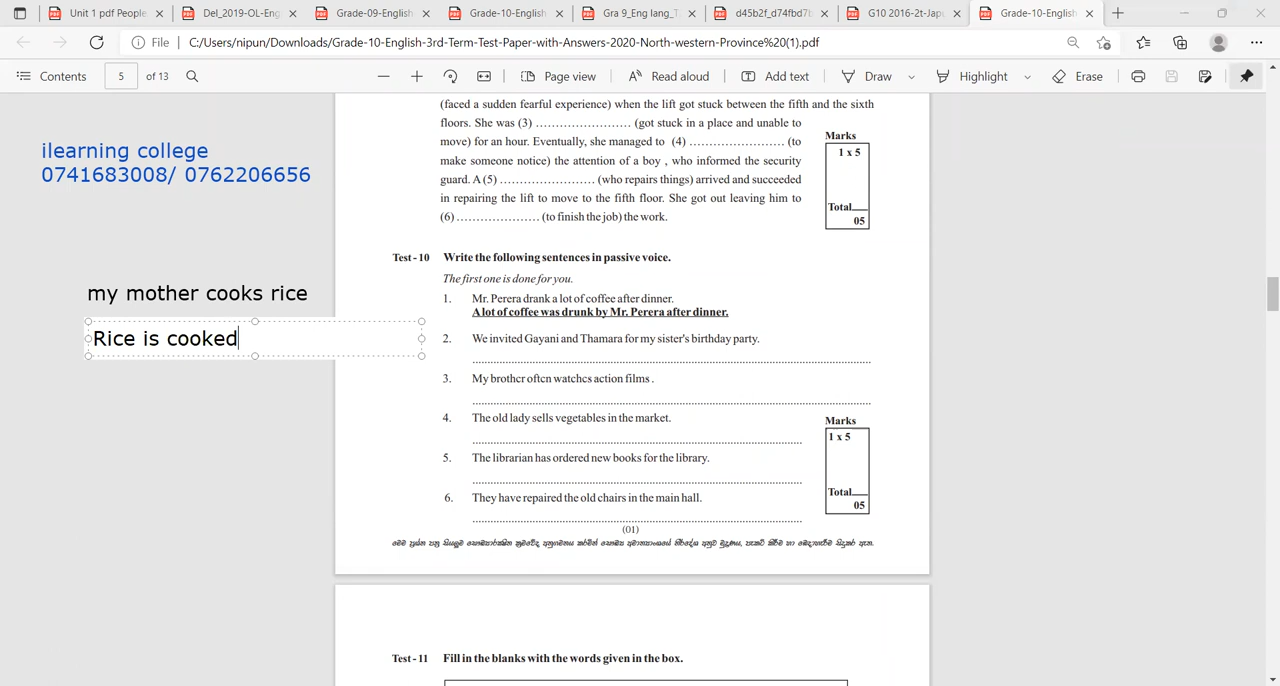 Unit 1 pdf People
Del_2019-OL-Eng
Grade-09-English
Grade-10-English
Gra 9_Eng lang_T
d45b2f_d74fbd7b
G10 2016-2t-Jap
Grade-10-English
File C:/Users/nipun/Downloads/Grade-10-English-3rd-Term-Test-Paper-with-Answers-2020-North-western-Province%20(1).pdf
Contents 5 of 13 Page view Read aloud Add text Draw Highlight Erase
(faced a sudden fearful experience) when the lift got stuck between the fifth and the sixth
floors. She was (3) ........................ (got stuck in a place and unable to
move) for an hour. Eventually, she managed to (4) ........................ (to
make someone notice) the attention of a boy , who informed the security
guard. A (5) ........................ (who repairs things) arrived and succeeded
in repairing the lift to move to the fifth floor. She got out leaving him to
(6) ..................... (to finish the job) the work.
Marks
1 x 5
Total
05
ilearning college
0741683008/ 0762206656
my mother cooks rice
Rice is cooked
Test - 10 Write the following sentences in passive voice.
The first one is done for you.
1. Mr. Perera drank a lot of coffee after dinner.
A lot of coffee was drunk by Mr. Perera after dinner.
2. We invited Gayani and Thamara for my sister's birthday party.
3. My brother often watches action films .
4. The old lady sells vegetables in the market.
5. The librarian has ordered new books for the library.
6. They have repaired the old chairs in the main hall.
Marks
1 x 5
Total
05
(01)
Test - 11 Fill in the blanks with the words given in the box.